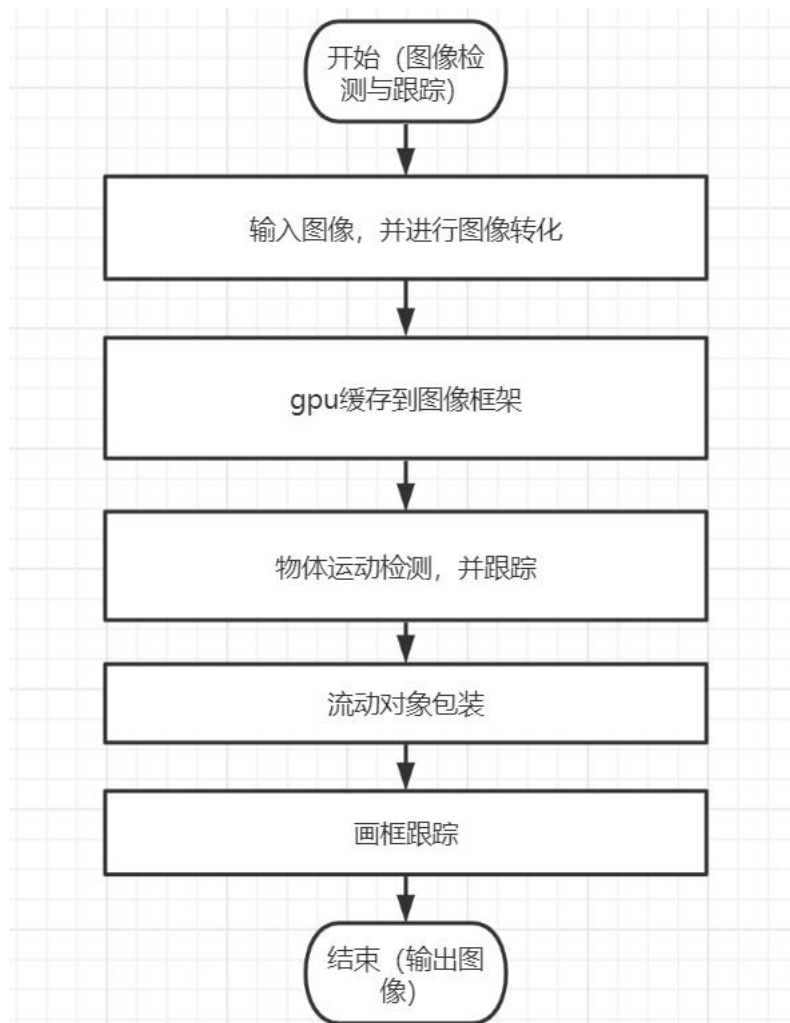 开始（图像检
测与跟踪）
输入图像，并进行图像转化
gpu缓存到图像框架
物体运动检测，并跟踪
流动对象包装
画框跟踪
结束（输出图
像）